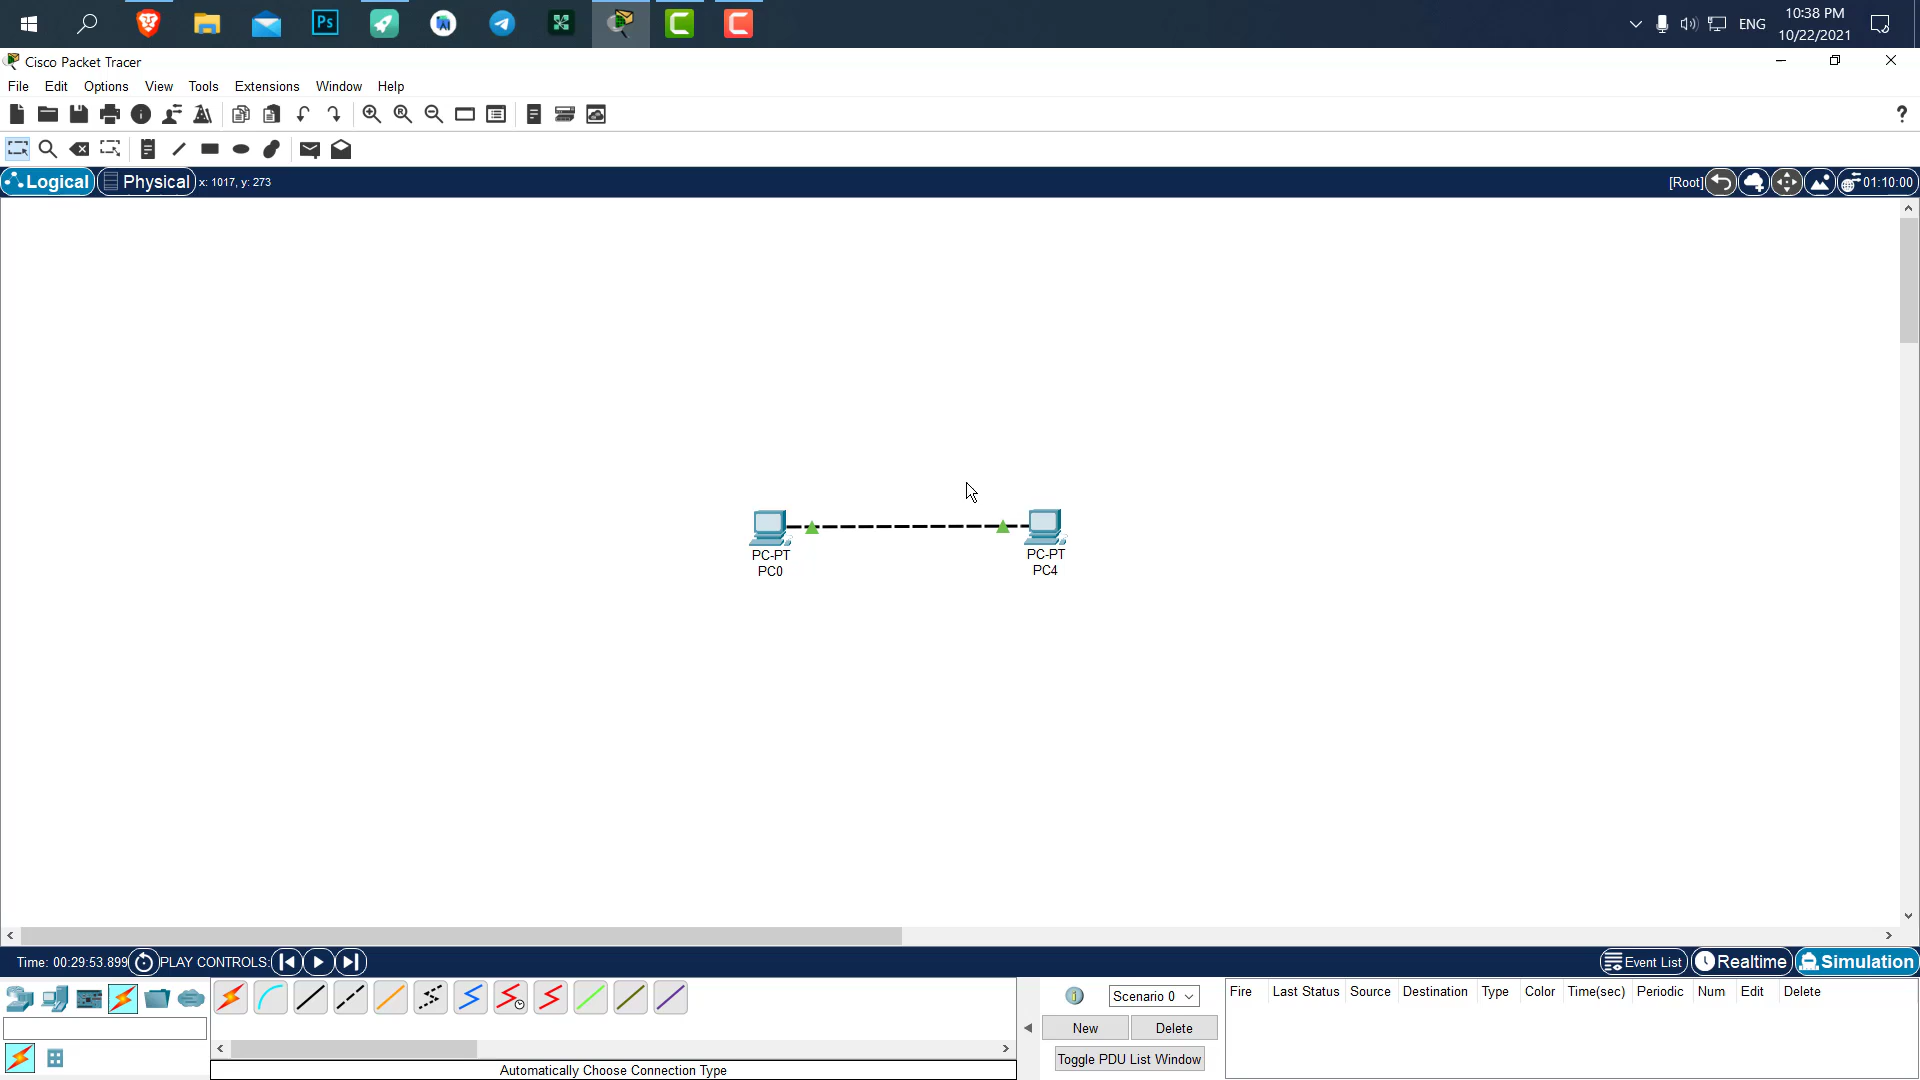 Ps
ENG
10:38 PM
10/22/2021
Cisco Packet Tracer
File Edit Options View Tools Extensions Window Help
?
Logical Physical x: 1017, y: 273 [Root] 01:10:00
PC-PT
PC0
PC-PT
PC4
Time: 00:29:53.899 PLAY CONTROLS: Event List Realtime Simulation
Scenario 0
Fire Last Status Source Destination Type Color Time(sec) Periodic Num Edit Delete
New Delete
Toggle PDU List Window
Automatically Choose Connection Type